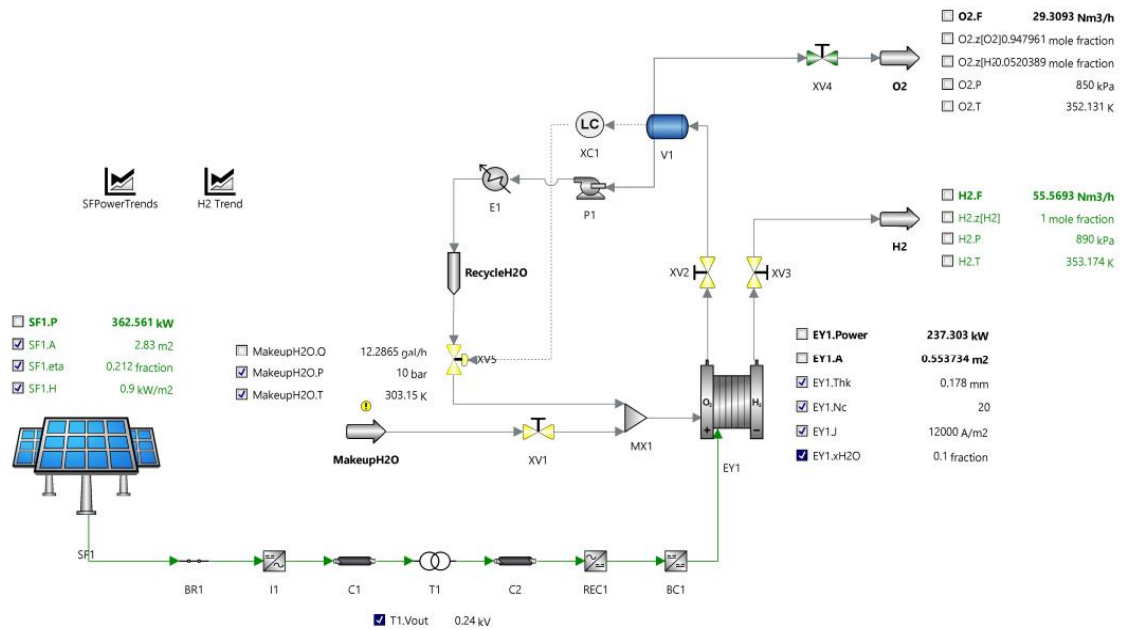 O2.F 29.3093 Nm3/h
O2.z[O2]0.947961 mole fraction
O2.z[H2 0.0520389 mole fraction
O2.P 850 kPa
O2.T 352.131 K
XV4
O2
LC
XC1
V1
SFPowerTrends
H2 Trend
E1
P1
H2.F 55.5693 Nm3/h
H2.z[H2] 1 mole fraction
H2.P 890 kPa
H2.T 353.174 K
H2
RecycleH2O
XV2
XV3
SF1.P 362.561 kW
SF1.A 2.83 m2
SF1.eta 0.212 fraction
SF1.H 0.9 kW/m2
MakeupH2O.Q 12.2865 gal/h
MakeupH2O.P 10 bar
MakeupH2O.T 303.15 K
XV5
EY1.Power 237.303 kW
EY1.A 0.553734 m2
EY1.Thk 0.178 mm
EY1.Nc 20
EY1.J 12000 A/m2
EY1.xH2O 0.1 fraction
O2 H2
+ −
MakeupH2O
XV1
MX1
EY1
SF1
BR1
I1
C1
T1
C2
REC1
BC1
T1.Vout 0.24 kV